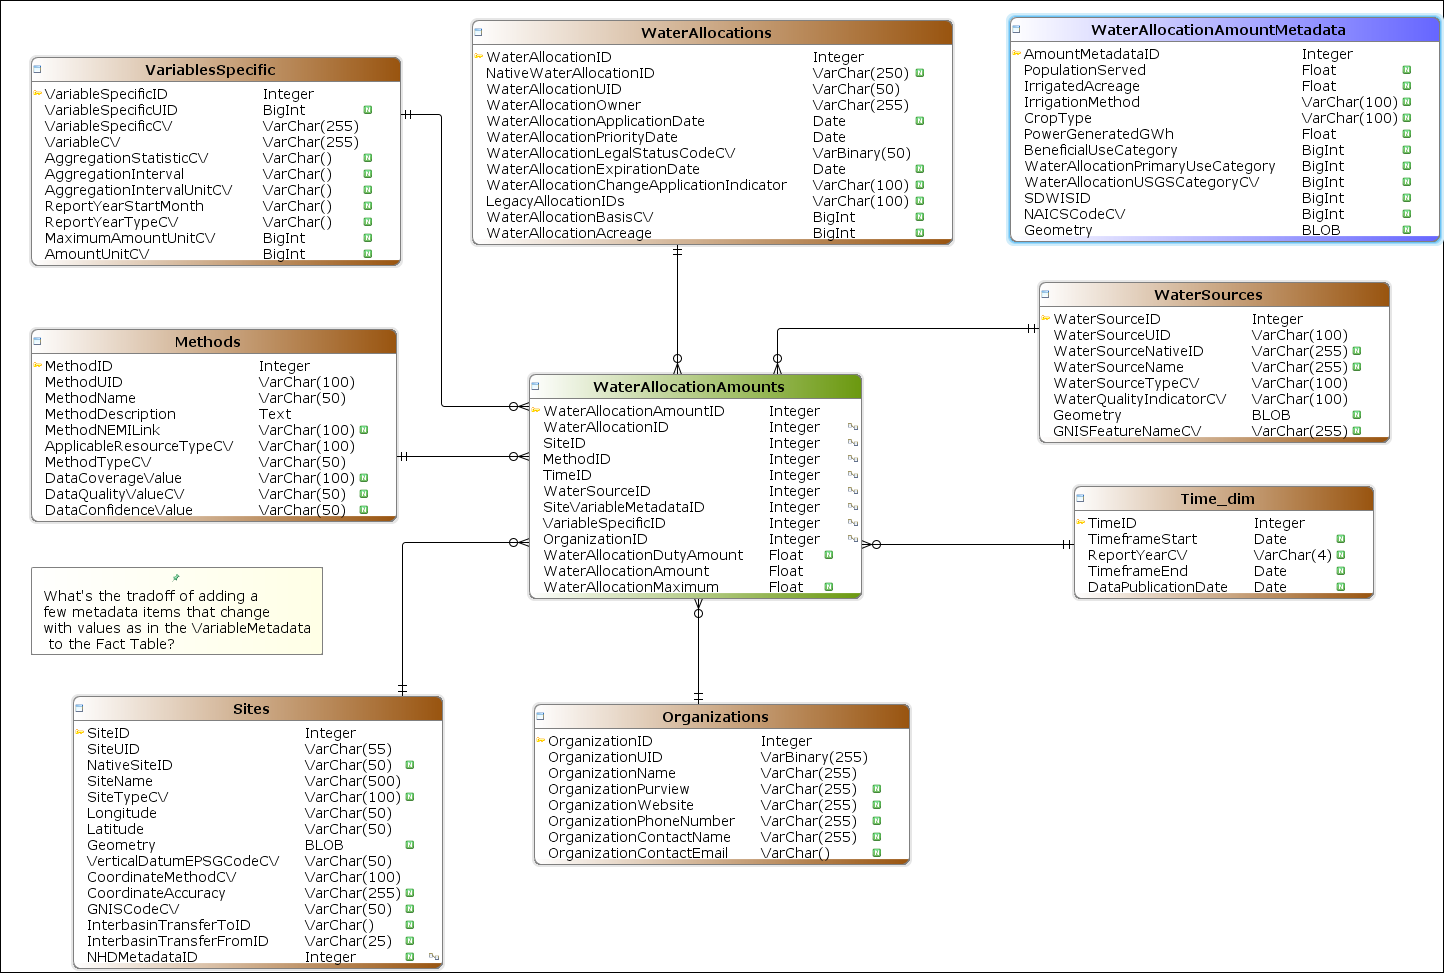 VariablesSpecific
VariableSpecificID Integer
VariableSpecificUID BigInt N
VariableSpecificCV VarChar(255)
VariableCV VarChar(255)
AggregationStatisticCV VarChar() N
AggregationInterval VarChar() N
AggregationIntervalUnitCV VarChar() N
ReportYearStartMonth VarChar() N
ReportYearTypeCV VarChar() N
MaximumAmountUnitCV BigInt N
AmountUnitCV BigInt N
WaterAllocations
WaterAllocationID Integer
NativeWaterAllocationID VarChar(250) N
WaterAllocationUID VarChar(50)
WaterAllocationOwner VarChar(255)
WaterAllocationApplicationDate Date N
WaterAllocationPriorityDate Date
WaterAllocationLegalStatusCodeCV VarBinary(50)
WaterAllocationExpirationDate Date N
WaterAllocationChangeApplicationIndicator VarChar(100) N
LegacyAllocationIDs VarChar(100) N
WaterAllocationBasisCV BigInt N
WaterAllocationAcreage BigInt N
WaterAllocationAmountMetadata
AmountMetadataID Integer
PopulationServed Float N
IrrigatedAcreage Float N
IrrigationMethod VarChar(100) N
CropType VarChar(100) N
PowerGeneratedGWh Float N
BeneficialUseCategory BigInt N
WaterAllocationPrimaryUseCategory BigInt N
WaterAllocationUSGSCategoryCV BigInt N
SDWISID BigInt N
NAICSCodeCV BigInt N
Geometry BLOB N
Methods
MethodID Integer
MethodUID VarChar(100)
MethodName VarChar(50)
MethodDescription Text
MethodNEMILink VarChar(100) N
ApplicableResourceTypeCV VarChar(100)
MethodTypeCV VarChar(50)
DataCoverageValue VarChar(100) N
DataQualityValueCV VarChar(50) N
DataConfidenceValue VarChar(50) N
WaterAllocationAmounts
WaterAllocationAmountID Integer
WaterAllocationID Integer
SiteID Integer
MethodID Integer
TimeID Integer
WaterSourceID Integer
SiteVariableMetadataID Integer
VariableSpecificID Integer
OrganizationID Integer
WaterAllocationDutyAmount Float N
WaterAllocationAmount Float
WaterAllocationMaximum Float N
WaterSources
WaterSourceID Integer
WaterSourceUID VarChar(100)
WaterSourceNativeID VarChar(255) N
WaterSourceName VarChar(255) N
WaterSourceTypeCV VarChar(100)
WaterQualityIndicatorCV VarChar(100)
Geometry BLOB N
GNISFeatureNameCV VarChar(255) N
Time_dim
TimeID Integer
TimeframeStart Date N
ReportYearCV VarChar(4) N
TimeframeEnd Date N
DataPublicationDate Date N
What's the tradoff of adding a
few metadata items that change
with values as in the VariableMetadata
to the Fact Table?
Sites
SiteID Integer
SiteUID VarChar(55)
NativeSiteID VarChar(50) N
SiteName VarChar(500)
SiteTypeCV VarChar(100) N
Longitude VarChar(50)
Latitude VarChar(50)
Geometry BLOB N
VerticalDatumEPSGCodeCV VarChar(50)
CoordinateMethodCV VarChar(100)
CoordinateAccuracy VarChar(255) N
GNISCodeCV VarChar(50) N
InterbasinTransferToID VarChar() N
InterbasinTransferFromID VarChar(25) N
NHDMetadataID Integer N
Organizations
OrganizationID Integer
OrganizationUID VarBinary(255)
OrganizationName VarChar(255)
OrganizationPurview VarChar(255) N
OrganizationWebsite VarChar(255) N
OrganizationPhoneNumber VarChar(255) N
OrganizationContactName VarChar(255) N
OrganizationContactEmail VarChar() N